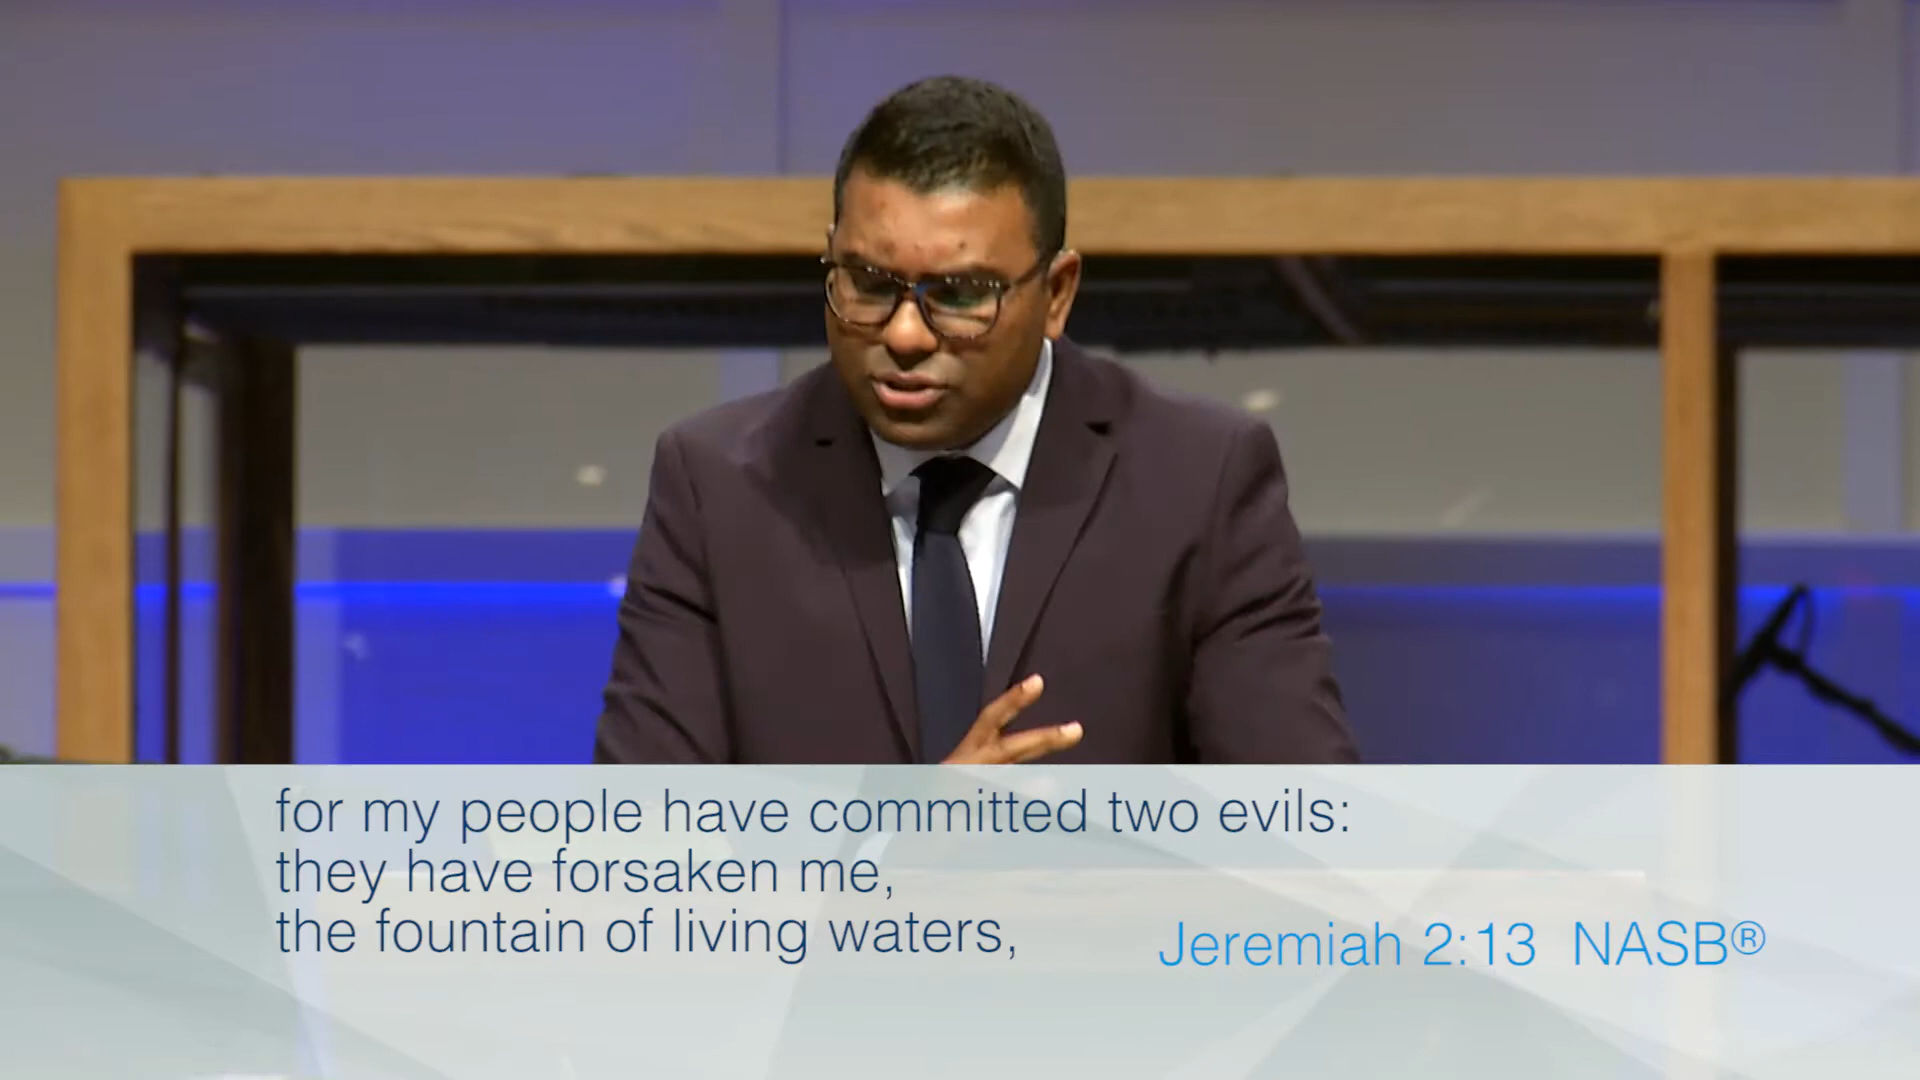 for my people have committed two evils:
they have forsaken me,
the fountain of living waters,
Jeremiah 2:13 NASB®